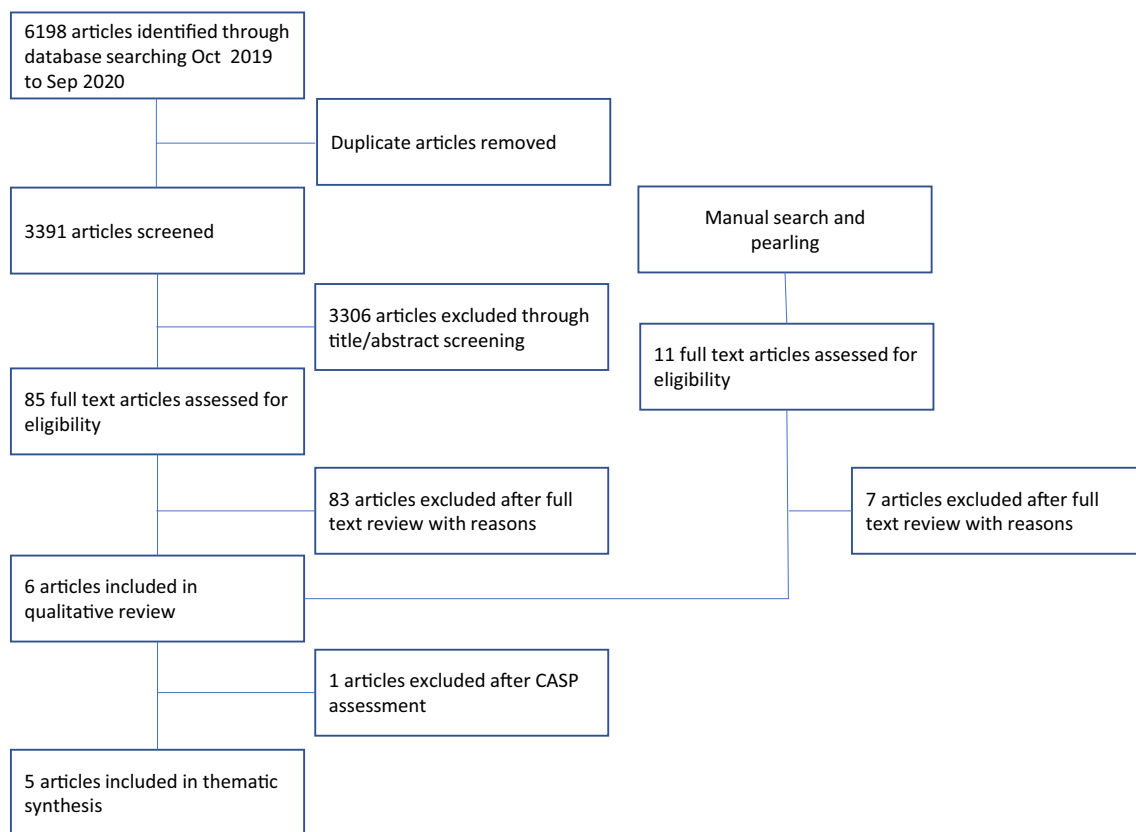 6198 articles identified through
database searching Oct 2019
to Sep 2020
Duplicate articles removed
3391 articles screened
Manual search and
pearling
3306 articles excluded through
title/abstract screening
11 full text articles assessed for
eligibility
85 full text articles assessed for
eligibility
83 articles excluded after full
text review with reasons
7 articles excluded after full
text review with reasons
6 articles included in
qualitative review
1 articles excluded after CASP
assessment
5 articles included in thematic
synthesis